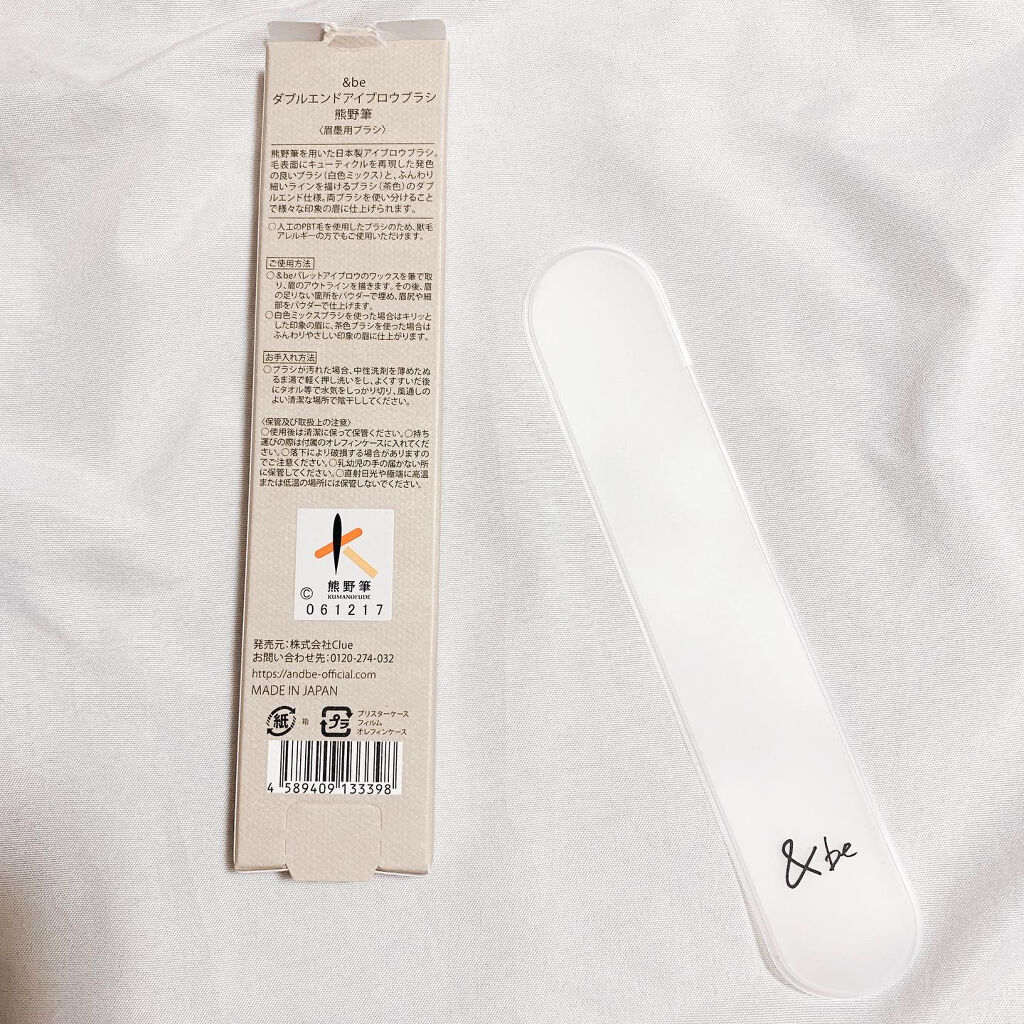 &be
ダブルエンドアイブロウブラシ
熊野筆
〈眉墨用ブラシ〉
熊野筆を用いた日本製アイブロウブラシ。
毛表面にキューティクルを再現した発色
の良いブラシ(白色ミックス)と、ふんわり
細いラインを描けるブラシ(茶色)のダブ
ルエンド仕様。両ブラシを使い分けること
で様々な印象の眉に仕上げられます。
○人工のPBT毛を使用したブラシのため、獣毛
アレルギーの方でもご使用いただけます。
ご使用方法
○&beパレットアイブロウのワックスを筆で取
り、眉のアウトラインを描きます。その後、眉
の足りない箇所をパウダーで埋め、眉尻や細
部をパウダーで仕上げます。
○白色ミックスブラシを使った場合はキリッと
した印象の眉に、茶色ブラシを使った場合は
ふんわりやさしい印象の眉に仕上がります。
お手入れ方法
○ブラシが汚れた場合、中性洗剤を薄めたぬ
るま湯で軽く押し洗いをし、よくすすいだ後
にタオル等で水気をしっかり切り、風通しの
よい清潔な場所で陰干ししてください。
〈保管及び取扱上の注意〉
○使用後は清潔に保って保管ください。○持ち
運びの際は付属のオレフィンケースに入れてくだ
さい。○落下により破損する場合がありますの
でご注意ください。○乳幼児の手の届かない所
に保管してください。○直射日光や極端に高温
または低温の場所には保管しないでください。
熊野筆
KUMANOFUDE
© 061217
発売元:株式会社Clue
お問い合わせ先:0120-274-032
https://andbe-official.com
MADE IN JAPAN
紙 箱 プラ ブリスターケース
フィルム
オレフィンケース
4 589409 133398
&be